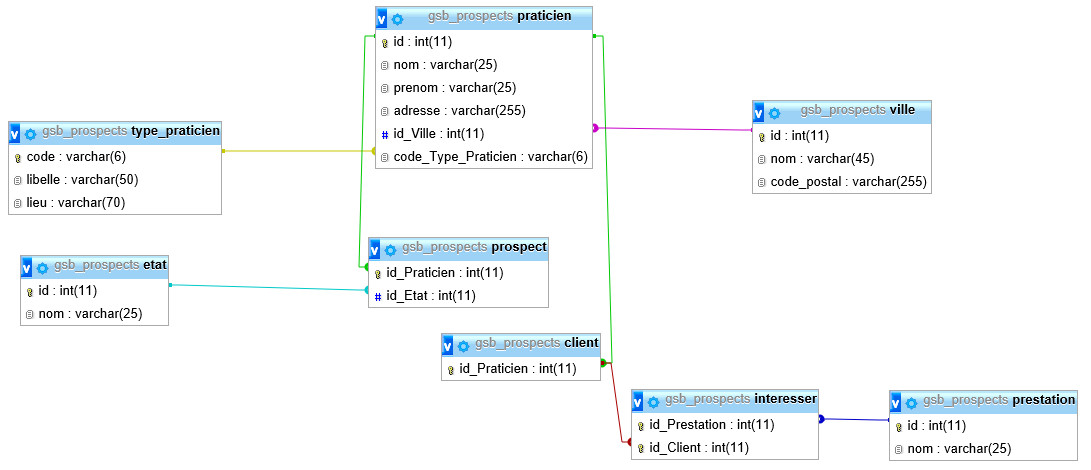 gsb_prospects praticien
id : int(11)
nom : varchar(25)
prenom : varchar(25)
adresse : varchar(255)
# id_Ville : int(11)
code_Type_Praticien : varchar(6)
v gsb_prospects ville
id : int(11)
nom : varchar(45)
code_postal : varchar(255)
v gsb_prospects type_praticien
code : varchar(6)
libelle : varchar(50)
lieu : varchar(70)
v gsb_prospects prospect
id_Praticien : int(11)
# id_Etat : int(11)
v gsb_prospects etat
id : int(11)
nom : varchar(25)
v gsb_prospects client
id_Praticien : int(11)
v gsb_prospects interesser
id_Prestation : int(11)
id_Client : int(11)
v gsb_prospects prestation
id : int(11)
nom : varchar(25)